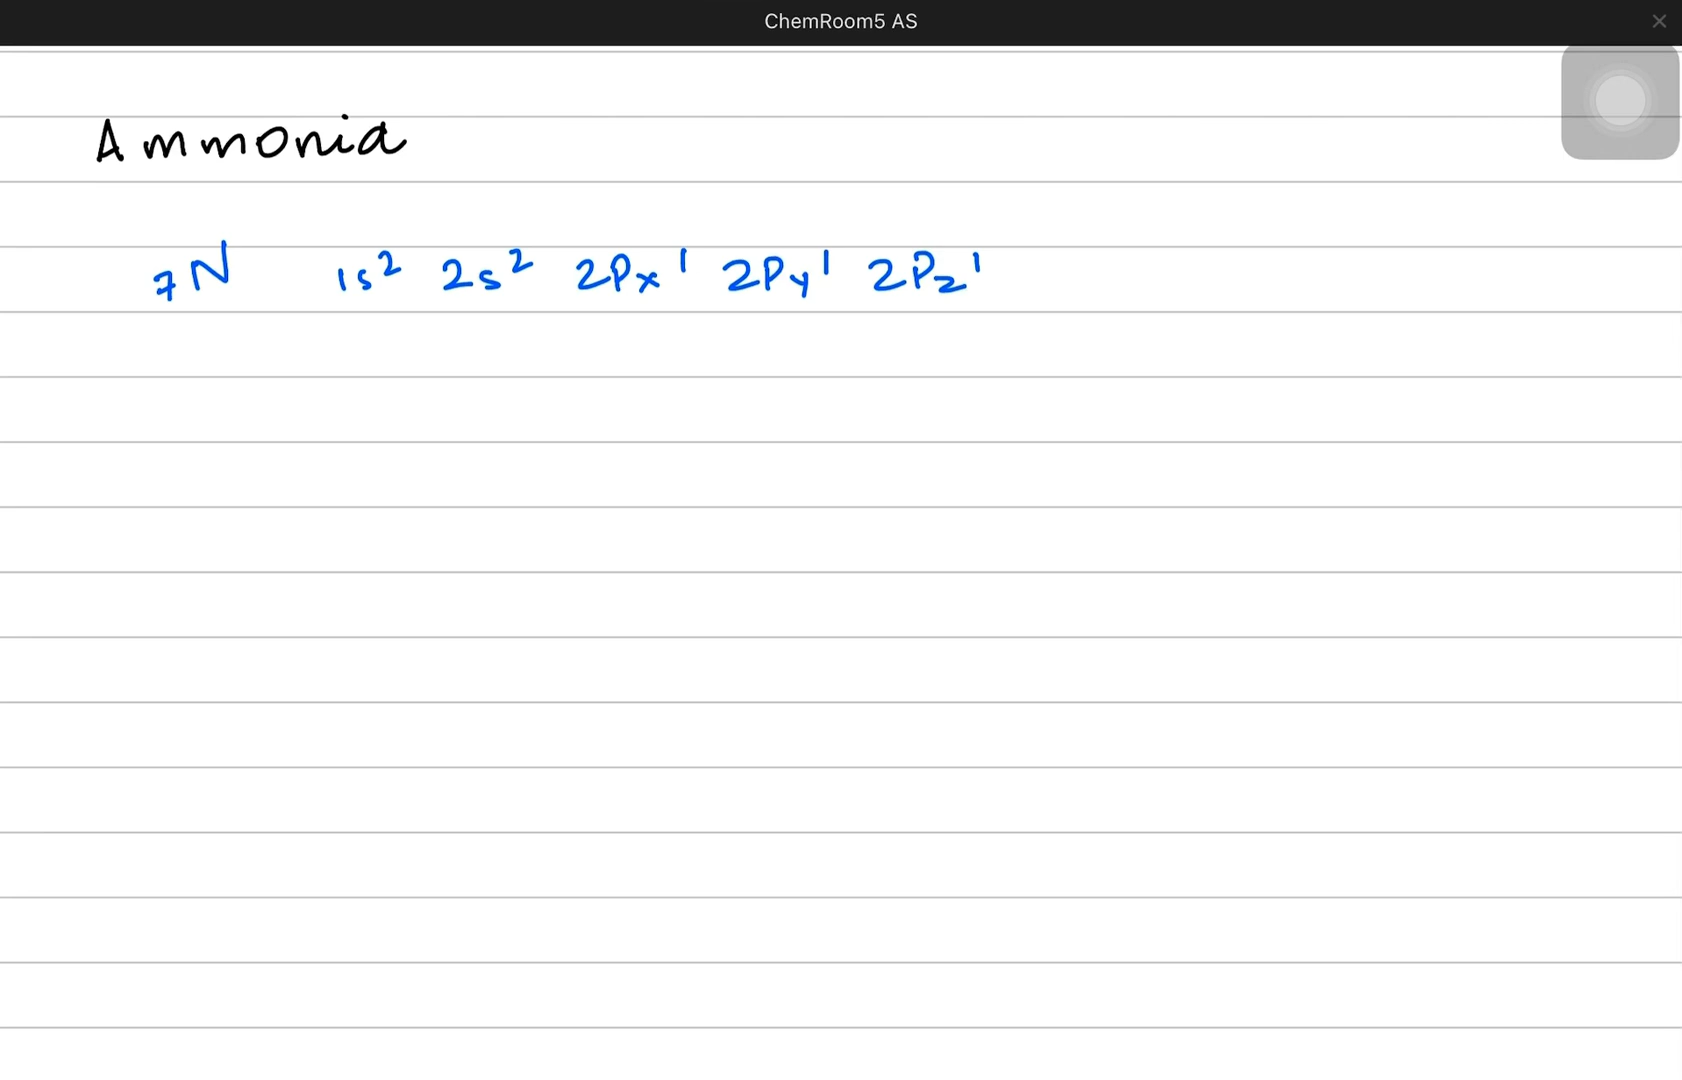 ChemRoom5 AS
Ammonia
₇N 1s² 2s² 2Px¹ 2Py¹ 2Pz¹